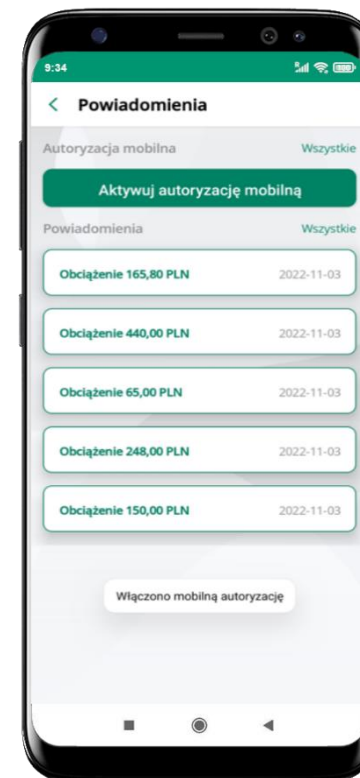 9:34
Powiadomienia
Autoryzacja mobilna Wszystkie
Aktywuj autoryzację mobilną
Powiadomienia Wszystkie
Obciążenie 165,80 PLN 2022-11-03
Obciążenie 440,00 PLN 2022-11-03
Obciążenie 65,00 PLN 2022-11-03
Obciążenie 248,00 PLN 2022-11-03
Obciążenie 150,00 PLN 2022-11-03
Włączono mobilną autoryzację